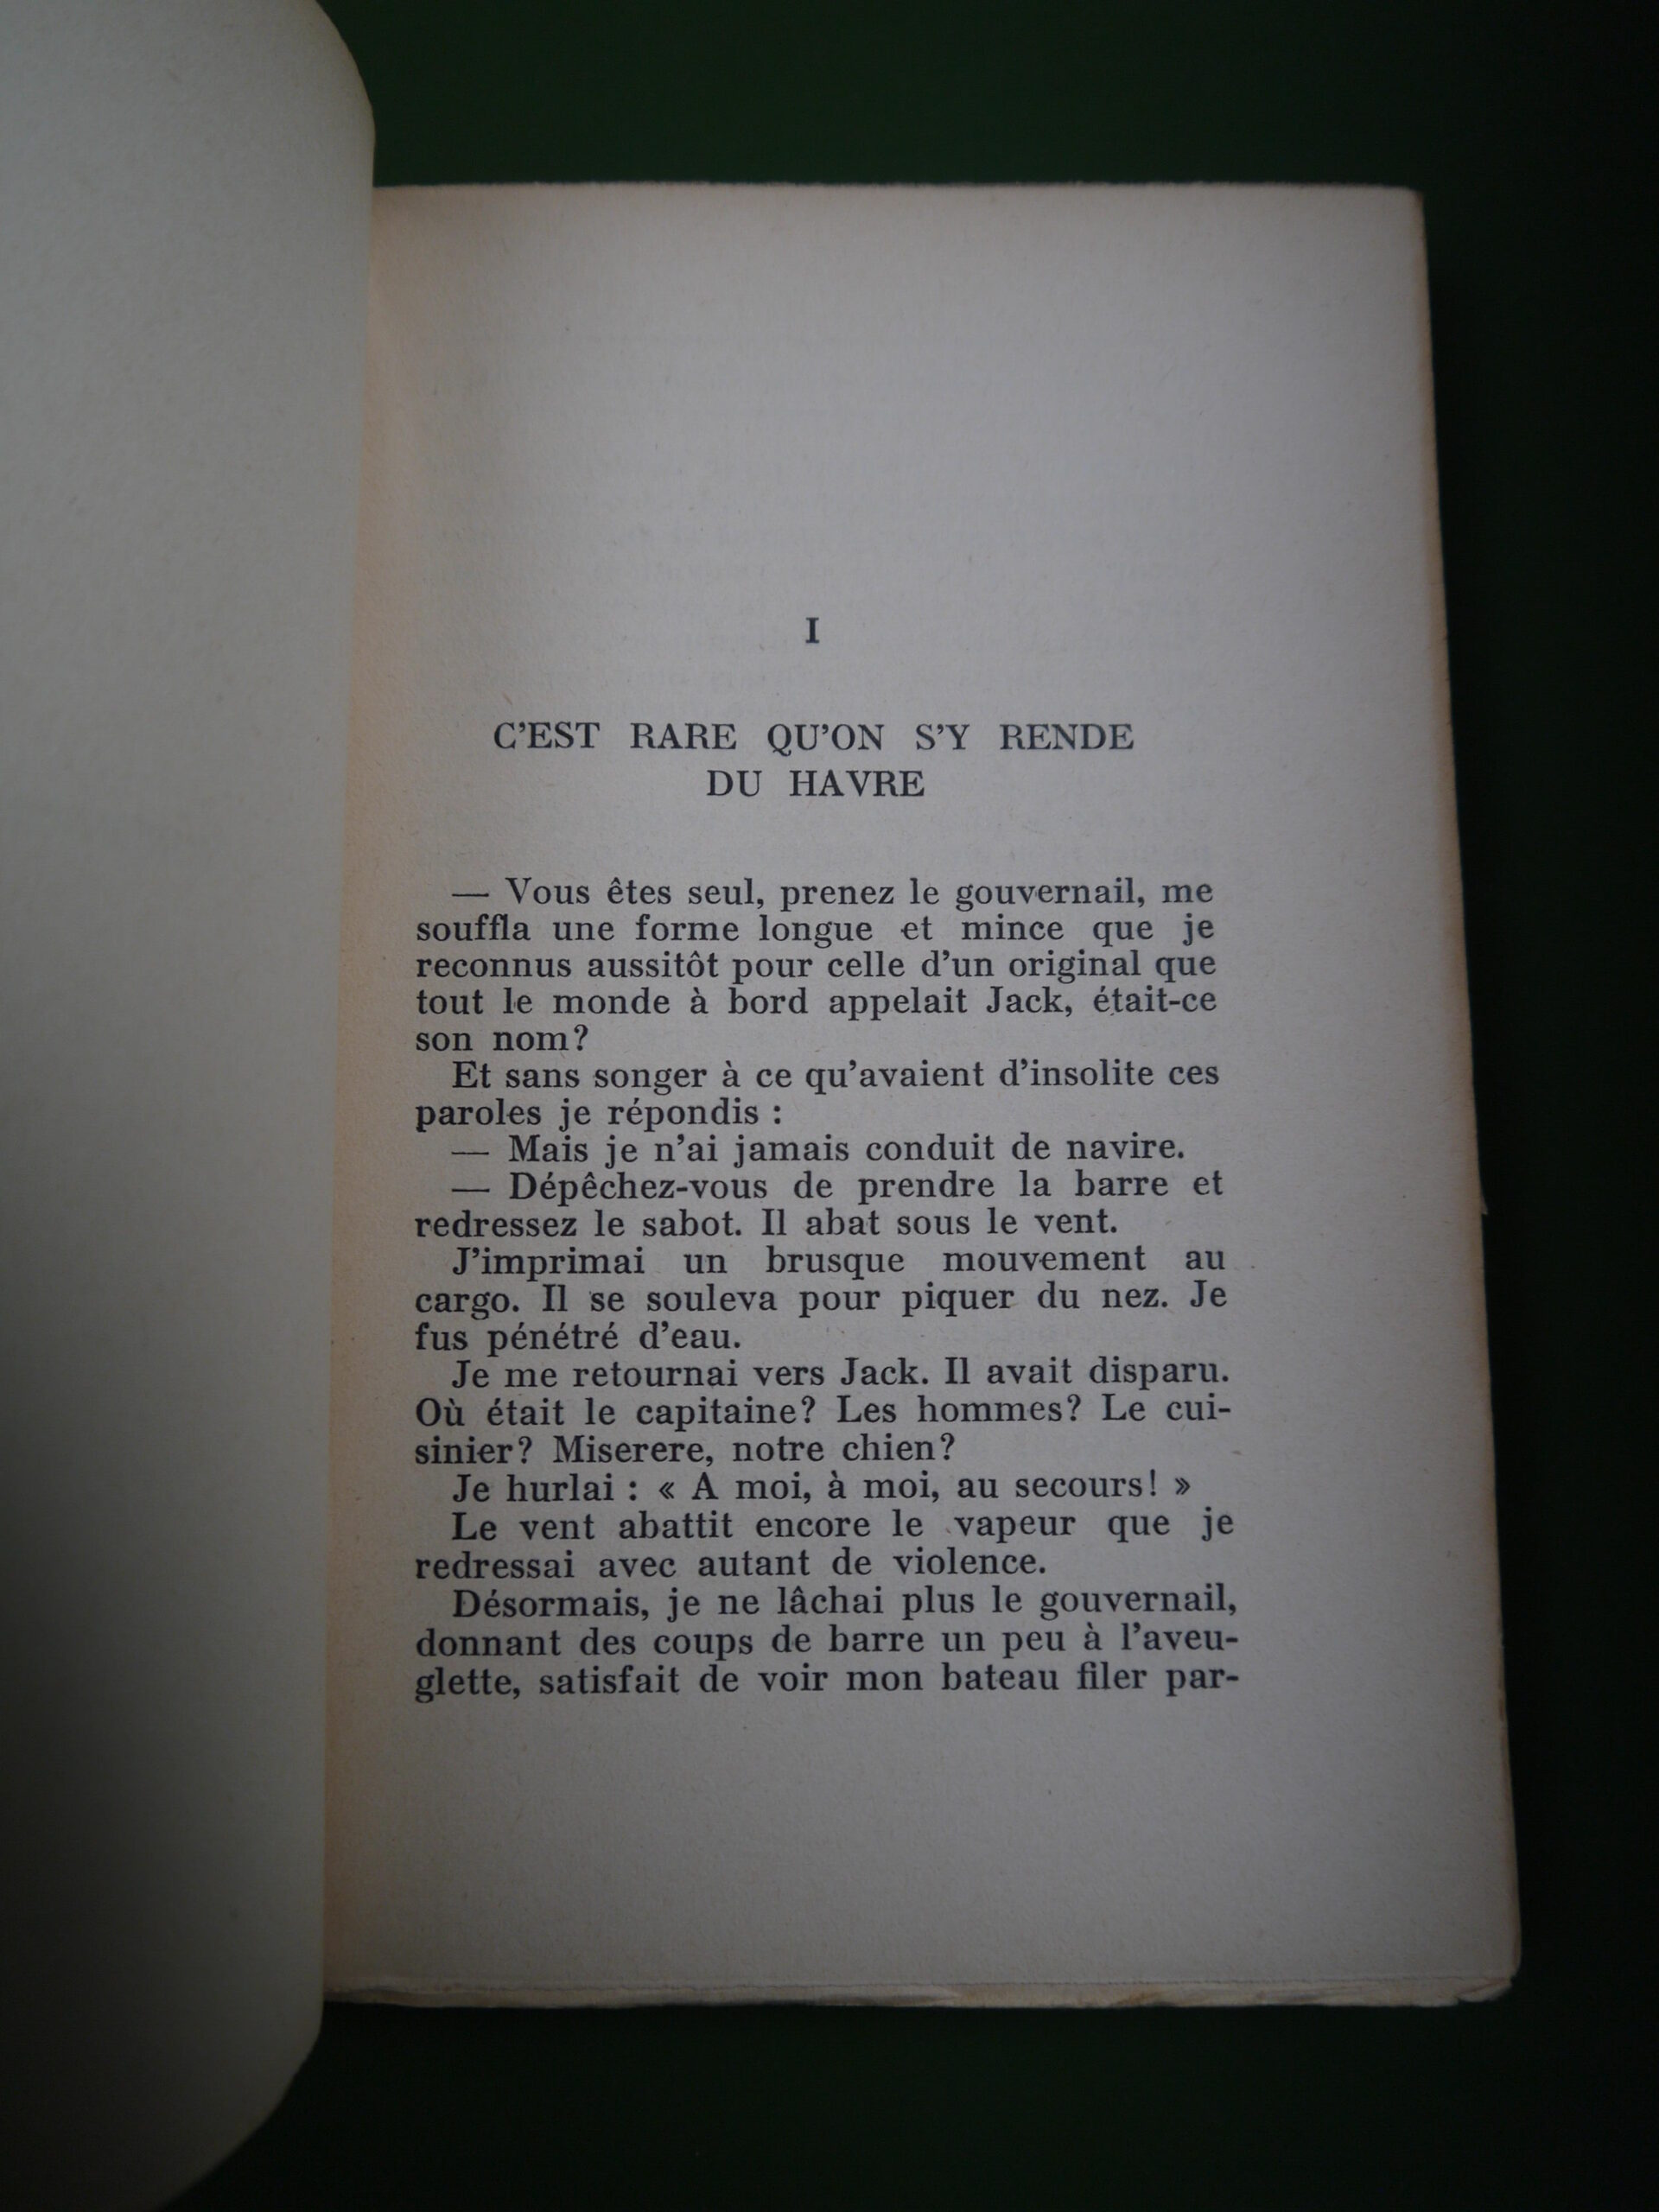 I
C'EST RARE QU'ON S'Y RENDE
DU HAVRE
— Vous êtes seul, prenez le gouvernail, me
souffla une forme longue et mince que je
reconnus aussitôt pour celle d'un original que
tout le monde à bord appelait Jack, était-ce
son nom?
Et sans songer à ce qu'avaient d'insolite ces
paroles je répondis :
— Mais je n'ai jamais conduit de navire.
— Dépêchez-vous de prendre la barre et
redressez le sabot. Il abat sous le vent.
J'imprimai un brusque mouvement au
cargo. Il se souleva pour piquer du nez. Je
fus pénétré d'eau.
Je me retournai vers Jack. Il avait disparu.
Où était le capitaine? Les hommes? Le cui-
sinier? Miserere, notre chien?
Je hurlai : « A moi, à moi, au secours! »
Le vent abattit encore le vapeur que je
redressai avec autant de violence.
Désormais, je ne lâchai plus le gouvernail,
donnant des coups de barre un peu à l'aveu-
glette, satisfait de voir mon bateau filer par-